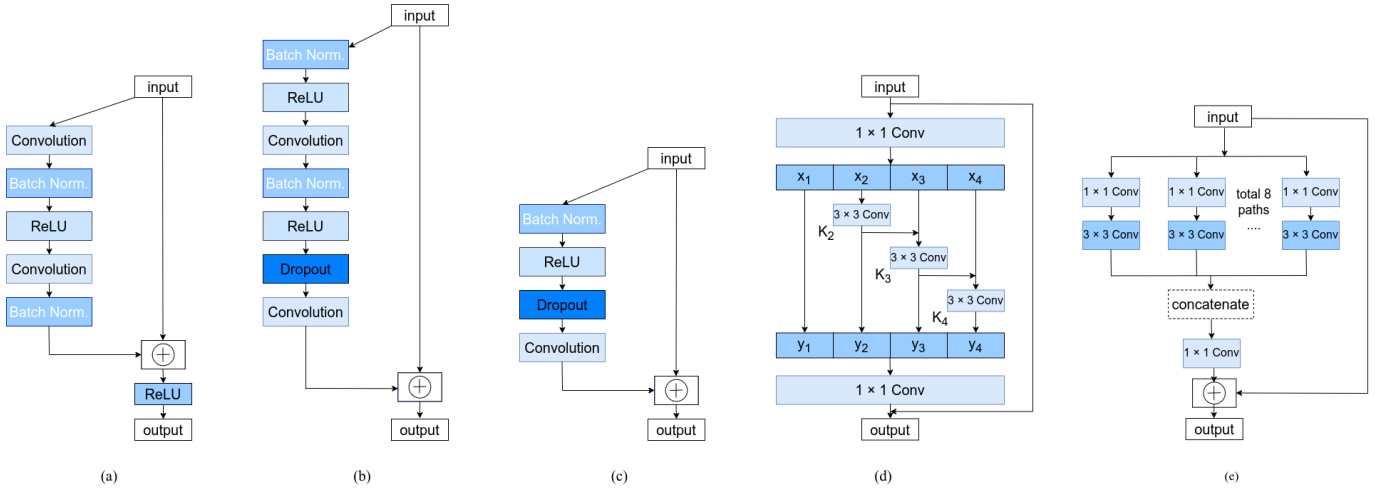 input
Convolution
Batch Norm.
ReLU
Convolution
Batch Norm.
ReLU
output
(a)
input
Batch Norm.
ReLU
Convolution
Batch Norm.
ReLU
Dropout
Convolution
output
(b)
input
Batch Norm.
ReLU
Dropout
Convolution
output
(c)
input
1 × 1 Conv
x1 x2 x3 x4
3 × 3 Conv
K2
3 × 3 Conv
K3
3 × 3 Conv
K4
y1 y2 y3 y4
1 × 1 Conv
output
(d)
input
1 × 1 Conv 1 × 1 Conv total 8 1 × 1 Conv
paths
3 × 3 Conv 3 × 3 Conv .... 3 × 3 Conv
concatenate
1 × 1 Conv
output
(e)